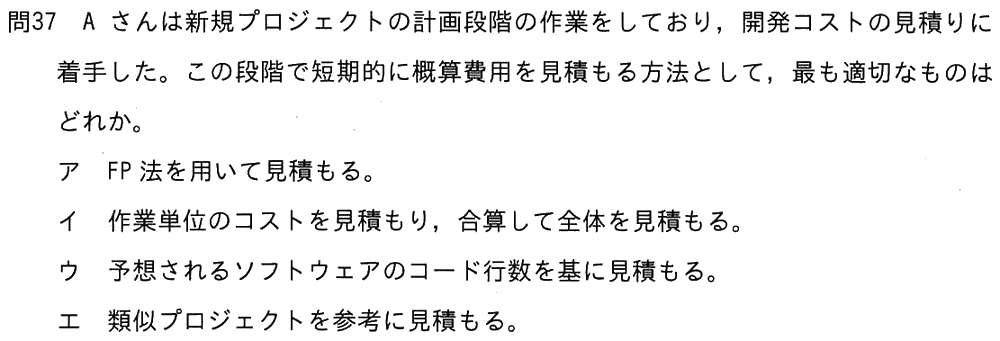 問37 A さんは新規プロジェクトの計画段階の作業をしており，開発コストの見積りに
着手した。この段階で短期的に概算費用を見積もる方法として，最も適切なものは
どれか。
ア FP 法を用いて見積もる。
イ 作業単位のコストを見積もり，合算して全体を見積もる。
ウ 予想されるソフトウェアのコード行数を基に見積もる。
エ 類似プロジェクトを参考に見積もる。